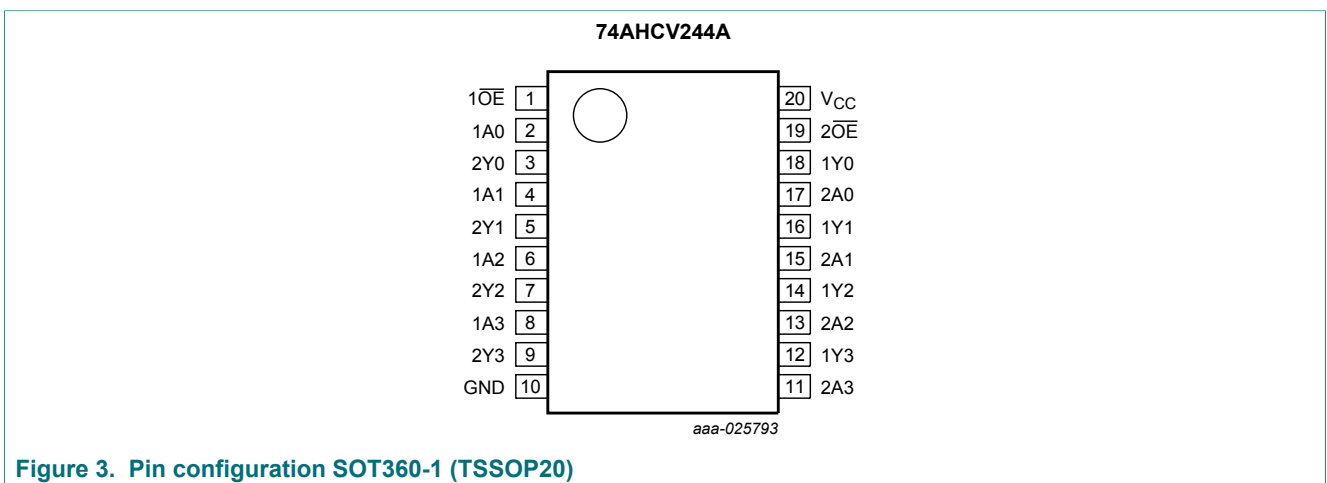 74AHCV244A
1O̅E̅ 1 20 VCC
1A0 2 19 2O̅E̅
2Y0 3 18 1Y0
1A1 4 17 2A0
2Y1 5 16 1Y1
1A2 6 15 2A1
2Y2 7 14 1Y2
1A3 8 13 2A2
2Y3 9 12 1Y3
GND 10 11 2A3
aaa-025793
Figure 3. Pin configuration SOT360-1 (TSSOP20)